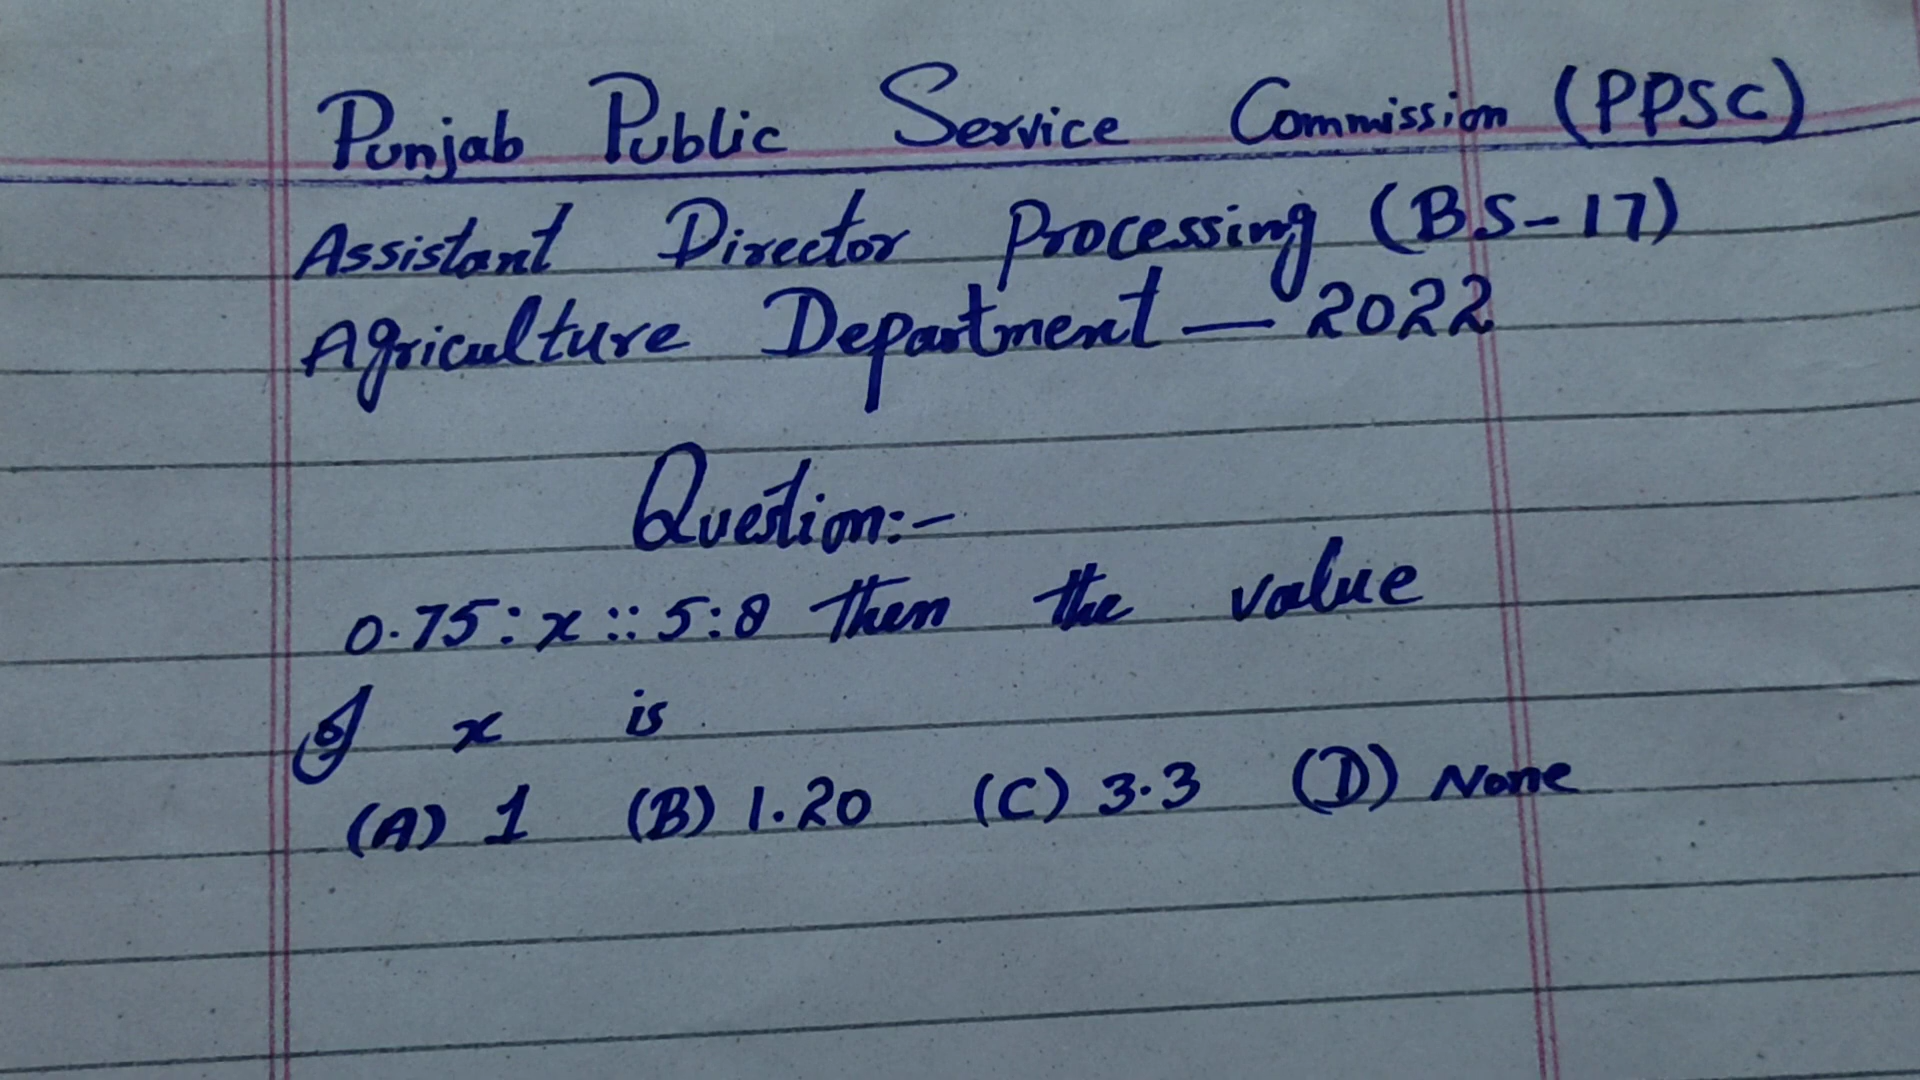 Punjab Public Service Commission (PPSC)
Assistant Director Processing (BS-17)
Agriculture Department — 2022
Question:-
0.75 : x :: 5 : 8 then the value
of x is
(A) 1 (B) 1.20 (C) 3.3 (D) None